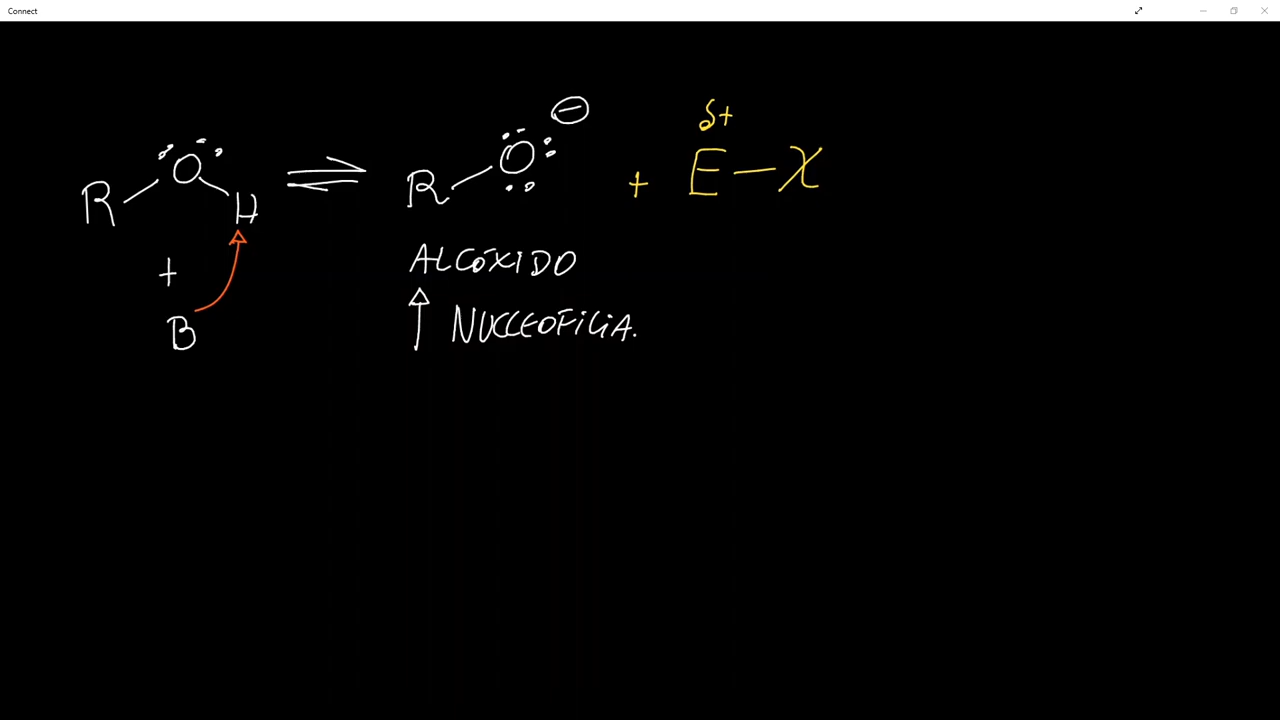 Connect
δ+
R O H ⇌ R O ⊖ + E — X
+
B
ALCÓXIDO
↑ NUCLEOFILIA.